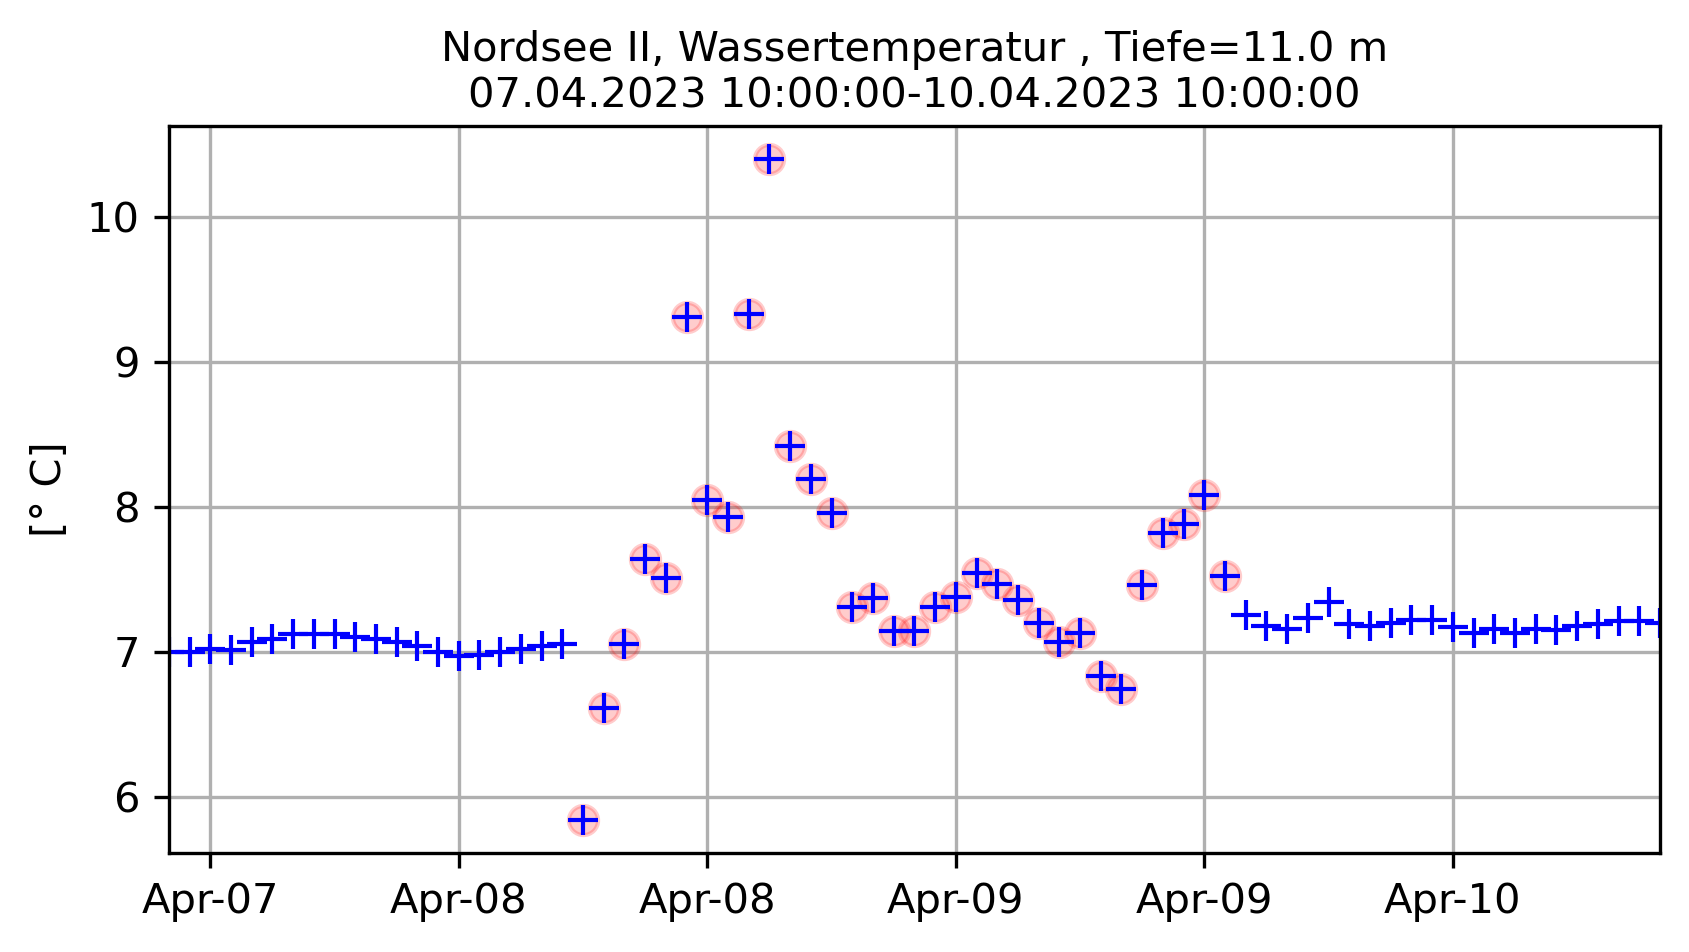 Nordsee II, Wassertemperatur , Tiefe=11.0 m
07.04.2023 10:00:00-10.04.2023 10:00:00
10
9
8
7
6
[° C]
Apr-07 Apr-08 Apr-08 Apr-09 Apr-09 Apr-10